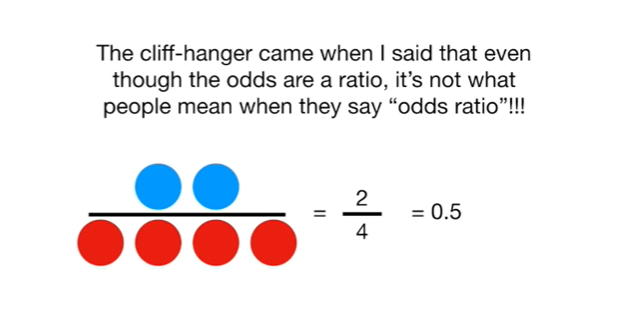 The cliff-hanger came when I said that even
though the odds are a ratio, it’s not what
people mean when they say “odds ratio”!!!
= 2/4 = 0.5